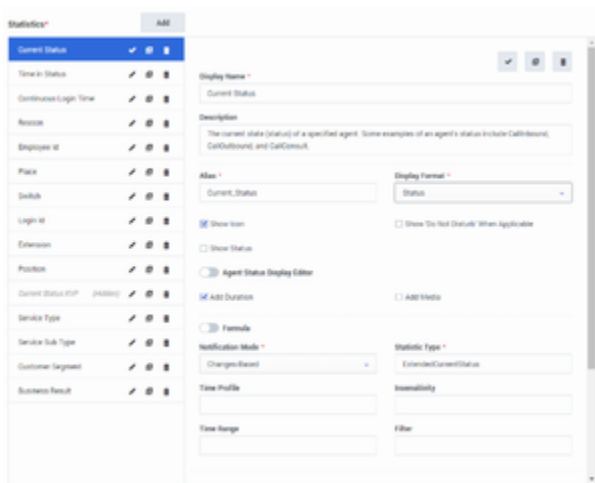 Statistics*
Add
Current Status
Time in Status
Continuous Login Time
Reason
Employee Id
Place
Switch
Login Id
Extension
Position
Current Status KVP (Hidden)
Service Type
Service Sub Type
Customer Segment
Business Result
Display Name *
Current Status
Description
The current state (status) of a specified agent. Some examples of an agent's status include CallInbound,
CallOutbound, and CallConsult.
Alias * Display Format *
Current_Status Status
Show Icon Show 'Do Not Disturb' When Applicable
Show Status
Agent Status Display Editor
Add Duration Add Media
Formula
Notification Mode * Statistic Type *
Changes-Based ExtendedCurrentStatus
Time Profile Insensitivity
Time Range Filter